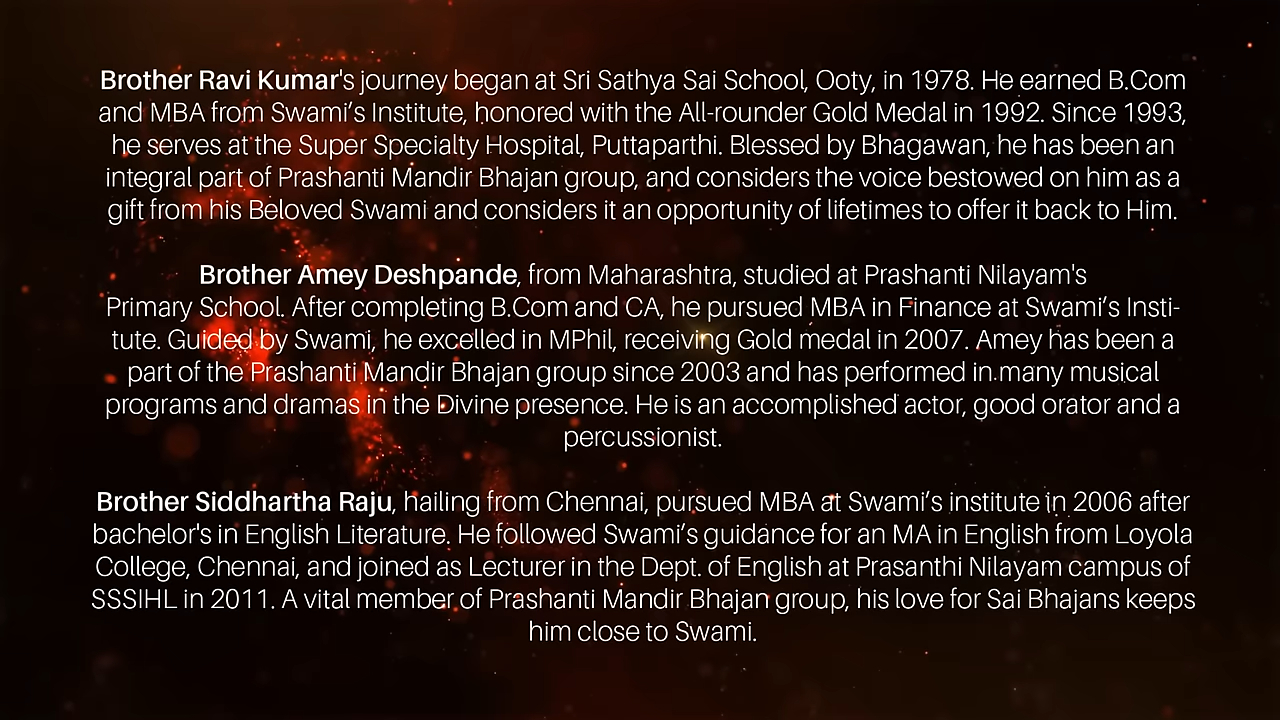 Brother Ravi Kumar's journey began at Sri Sathya Sai School, Ooty, in 1978. He earned B.Com
and MBA from Swami’s Institute, honored with the All-rounder Gold Medal in 1992. Since 1993,
he serves at the Super Specialty Hospital, Puttaparthi. Blessed by Bhagawan, he has been an
integral part of Prashanti Mandir Bhajan group, and considers the voice bestowed on him as a
gift from his Beloved Swami and considers it an opportunity of lifetimes to offer it back to Him.
Brother Amey Deshpande, from Maharashtra, studied at Prashanti Nilayam's
Primary School. After completing B.Com and CA, he pursued MBA in Finance at Swami’s Insti-
tute. Guided by Swami, he excelled in MPhil, receiving Gold medal in 2007. Amey has been a
part of the Prashanti Mandir Bhajan group since 2003 and has performed in many musical
programs and dramas in the Divine presence. He is an accomplished actor, good orator and a
percussionist.
Brother Siddhartha Raju, hailing from Chennai, pursued MBA at Swami’s institute in 2006 after
bachelor's in English Literature. He followed Swami’s guidance for an MA in English from Loyola
College, Chennai, and joined as Lecturer in the Dept. of English at Prasanthi Nilayam campus of
SSSIHL in 2011. A vital member of Prashanti Mandir Bhajan group, his love for Sai Bhajans keeps
him close to Swami.